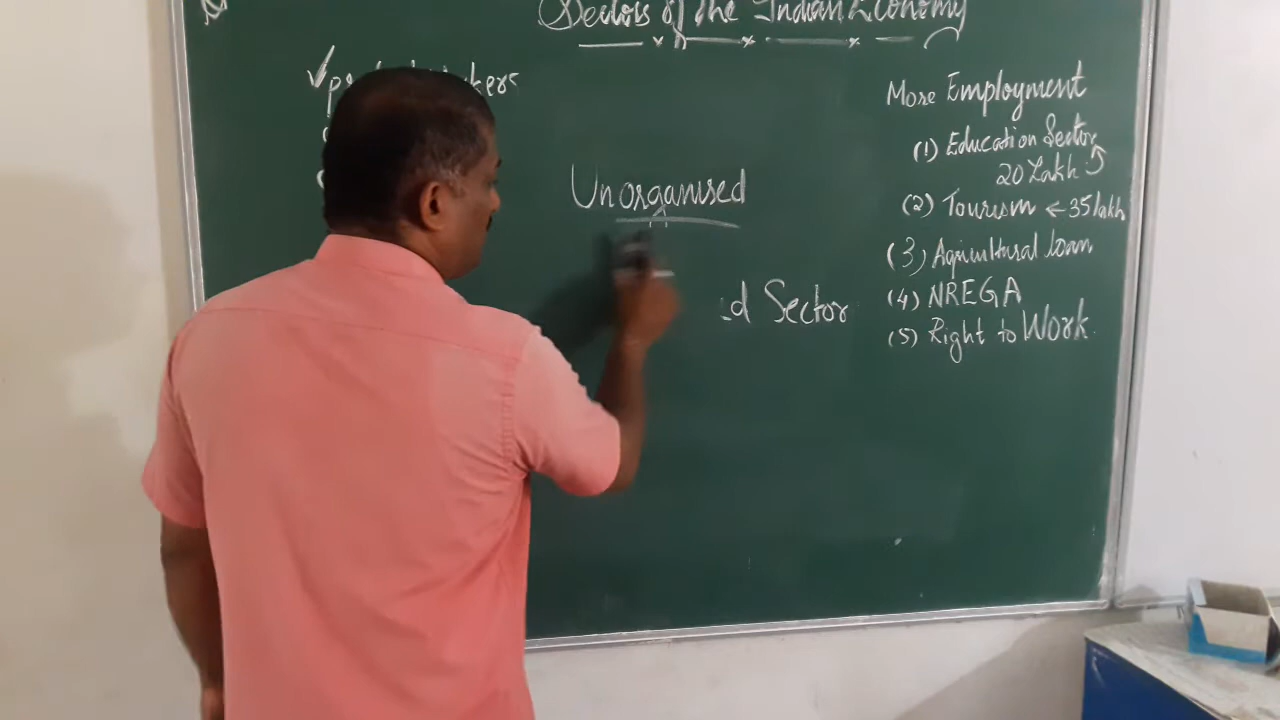 Sectors of the Indian Economy
Unorganised
d Sector
More Employment
(1) Education Sector
20 Lakh
(2) Tourism ← 35 lakh
(3) Agricultural loan.
(4) NREGA
(5) Right to Work.